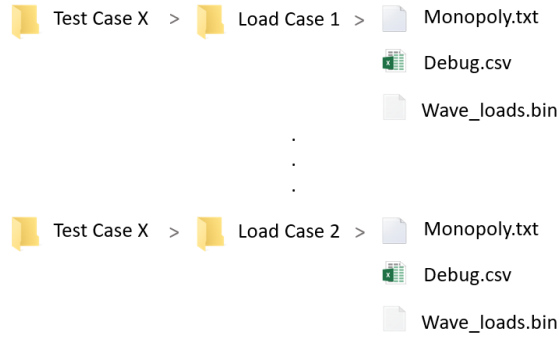 Test Case X > Load Case 1 > Monopoly.txt
Debug.csv
Wave_loads.bin
.
.
.
Test Case X > Load Case 2 > Monopoly.txt
Debug.csv
Wave_loads.bin